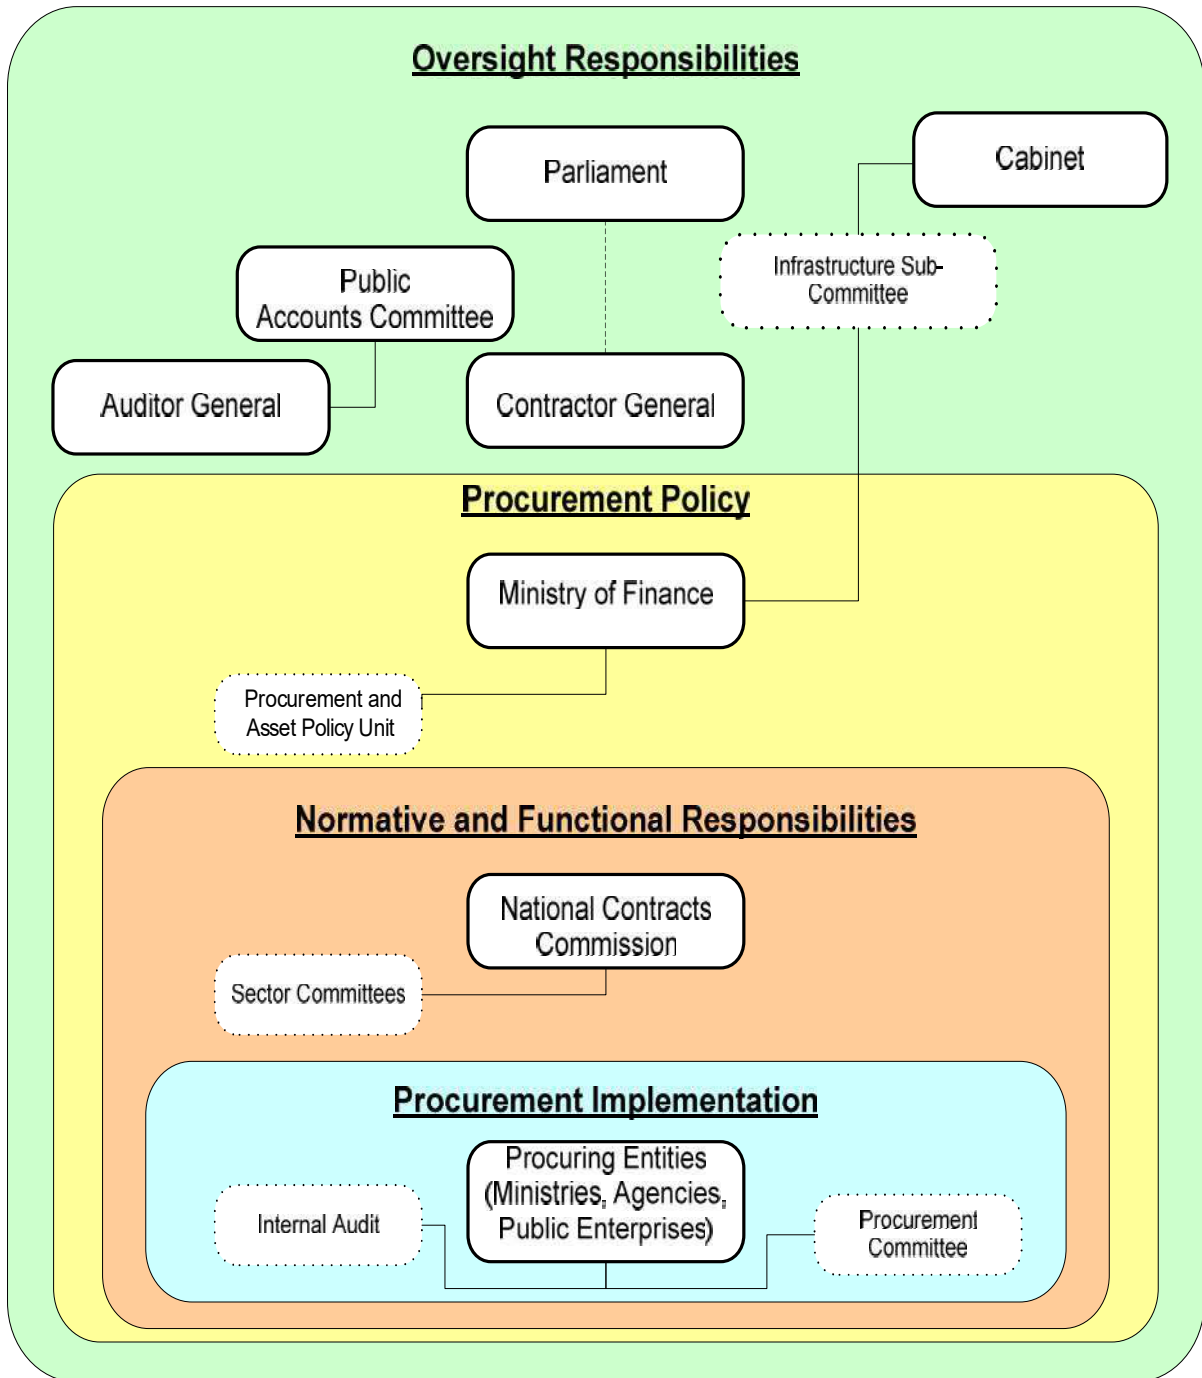 Oversight Responsibilities
Parliament
Cabinet
Infrastructure Sub-
Committee
Public
Accounts Committee
Auditor General
Contractor General
Procurement Policy
Ministry of Finance
Procurement and
Asset Policy Unit
Normative and Functional Responsibilities
National Contracts
Commission
Sector Committees
Procurement Implementation
Procuring Entities
(Ministries, Agencies,
Public Enterprises)
Internal Audit
Procurement
Committee